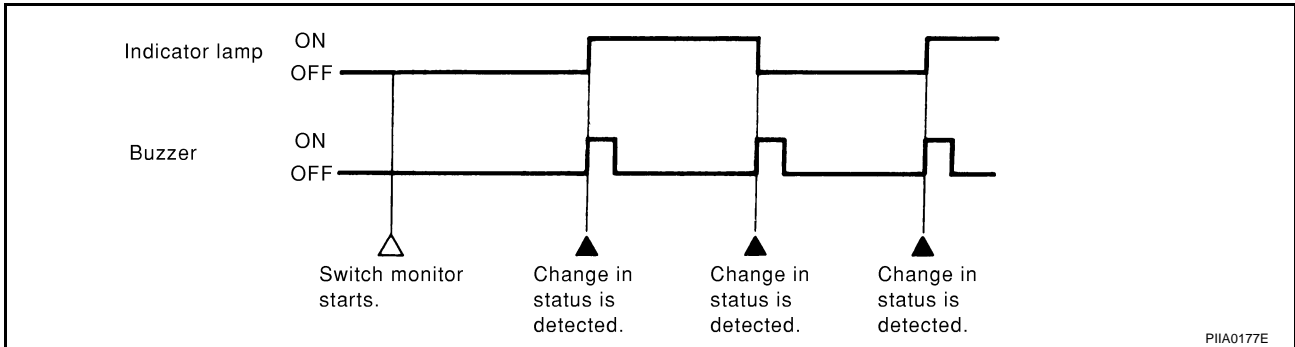 Indicator lamp
ON
OFF
Buzzer
ON
OFF
Switch monitor
starts.
Change in
status is
detected.
Change in
status is
detected.
Change in
status is
detected.
PIIA0177E